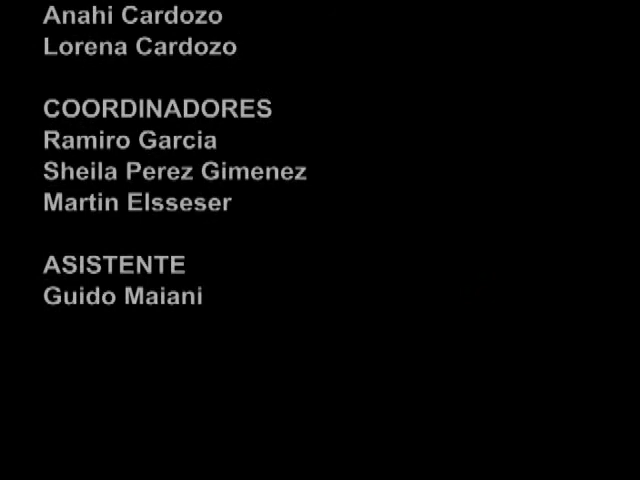 Anahi Cardozo
Lorena Cardozo
COORDINADORES
Ramiro Garcia
Sheila Perez Gimenez
Martin Elsseser
ASISTENTE
Guido Maiani